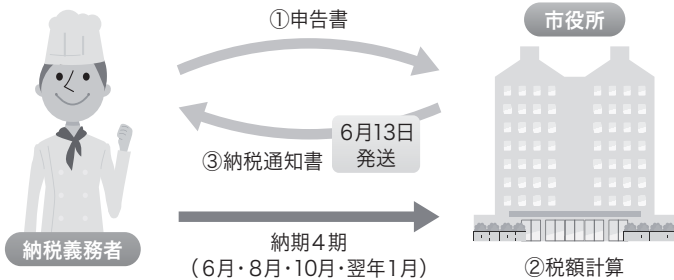 ①申告書
市役所
6月13日
発送
③納税通知書
納税義務者
納期4期
(6月・8月・10月・翌年1月)
②税額計算